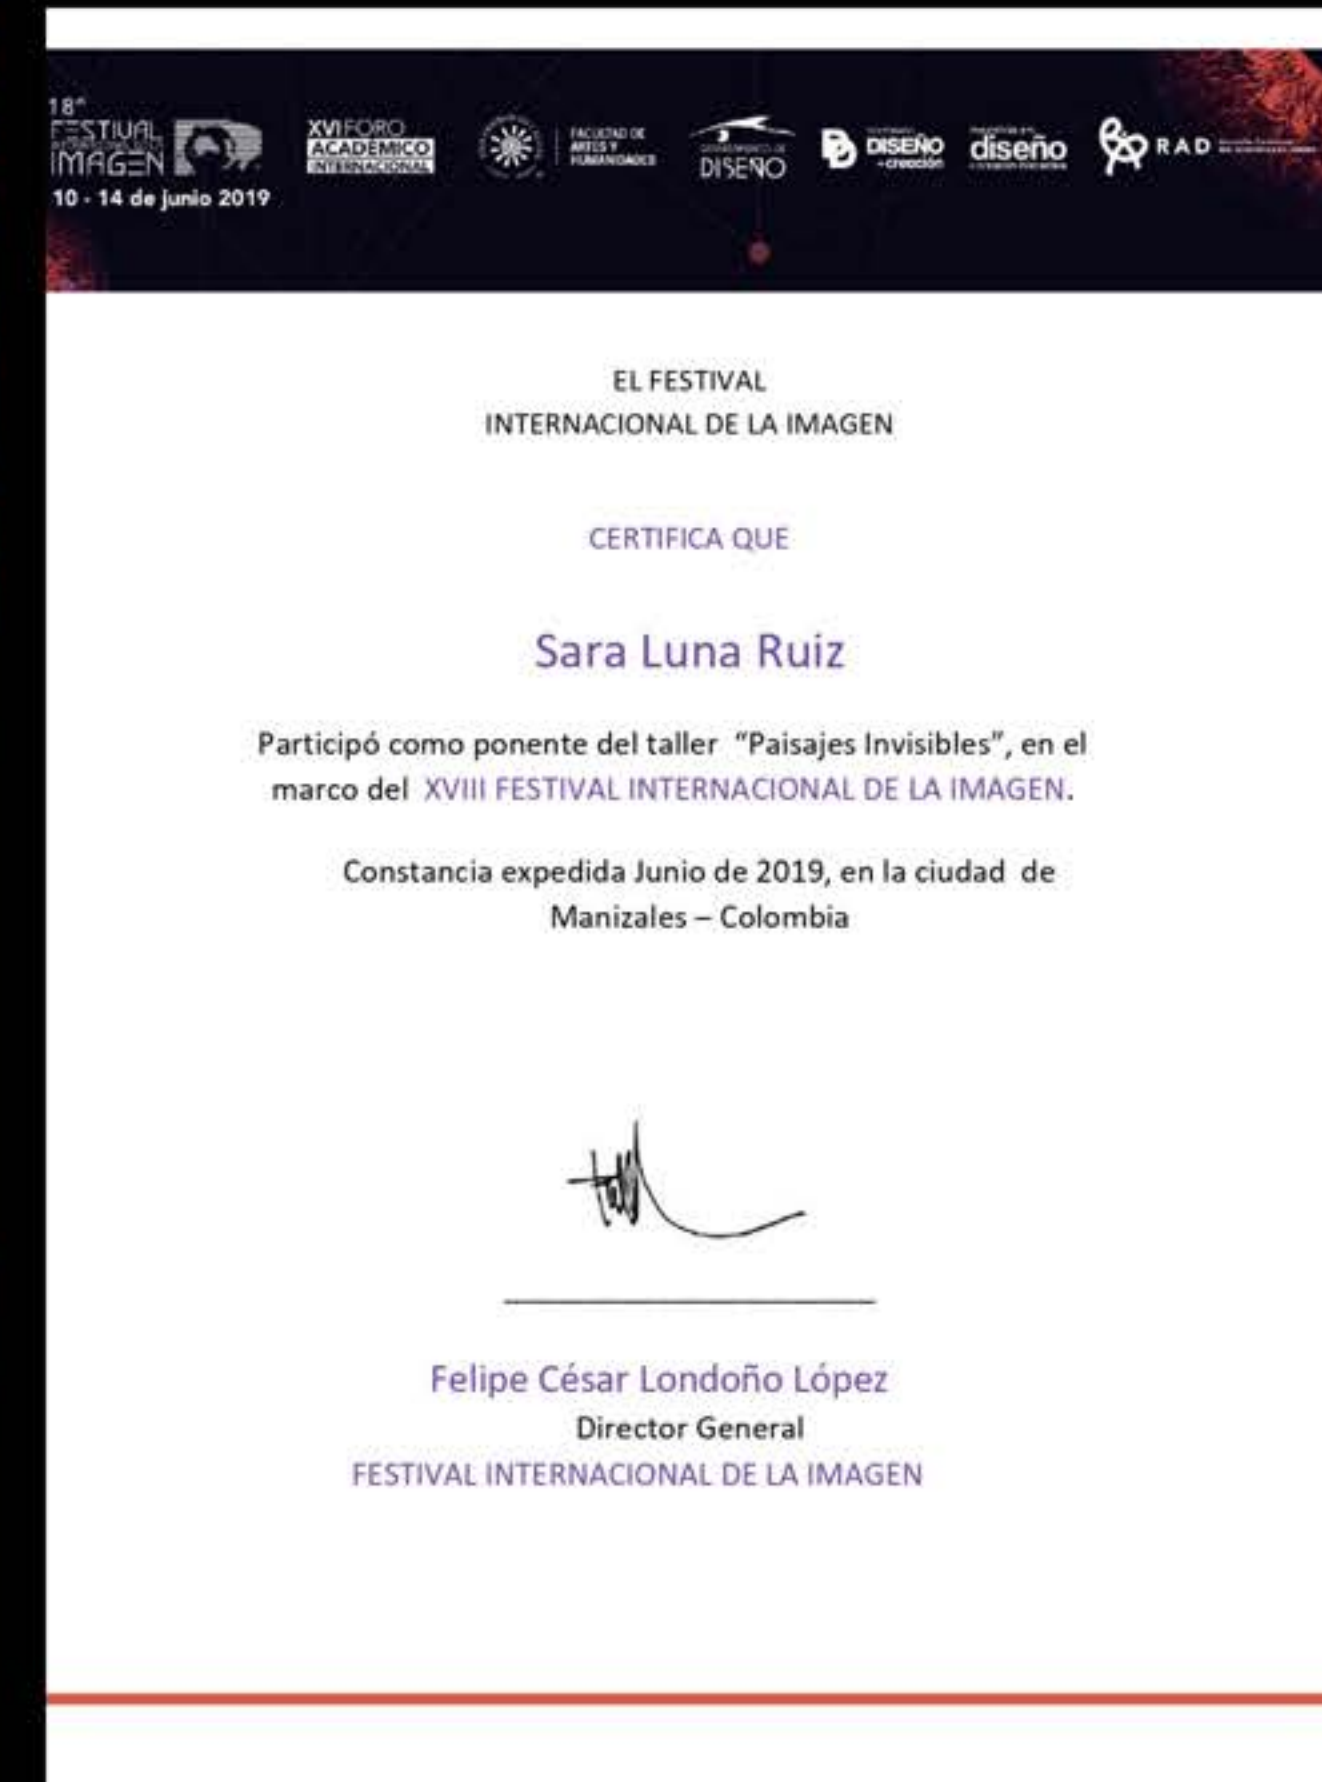 18°
FESTIVAL
IMAGEN
10 - 14 de junio 2019
XVI FORO
ACADÉMICO
INTERNACIONAL
FACULTAD DE
ARTES Y
HUMANIDADES
DEPARTAMENTO DE
DISEÑO
DISEÑO
+creación
diseño
RAD
EL FESTIVAL
INTERNACIONAL DE LA IMAGEN
CERTIFICA QUE
Sara Luna Ruiz
Participó como ponente del taller “Paisajes Invisibles”, en el
marco del XVIII FESTIVAL INTERNACIONAL DE LA IMAGEN.
Constancia expedida Junio de 2019, en la ciudad de
Manizales – Colombia
Felipe César Londoño López
Director General
FESTIVAL INTERNACIONAL DE LA IMAGEN